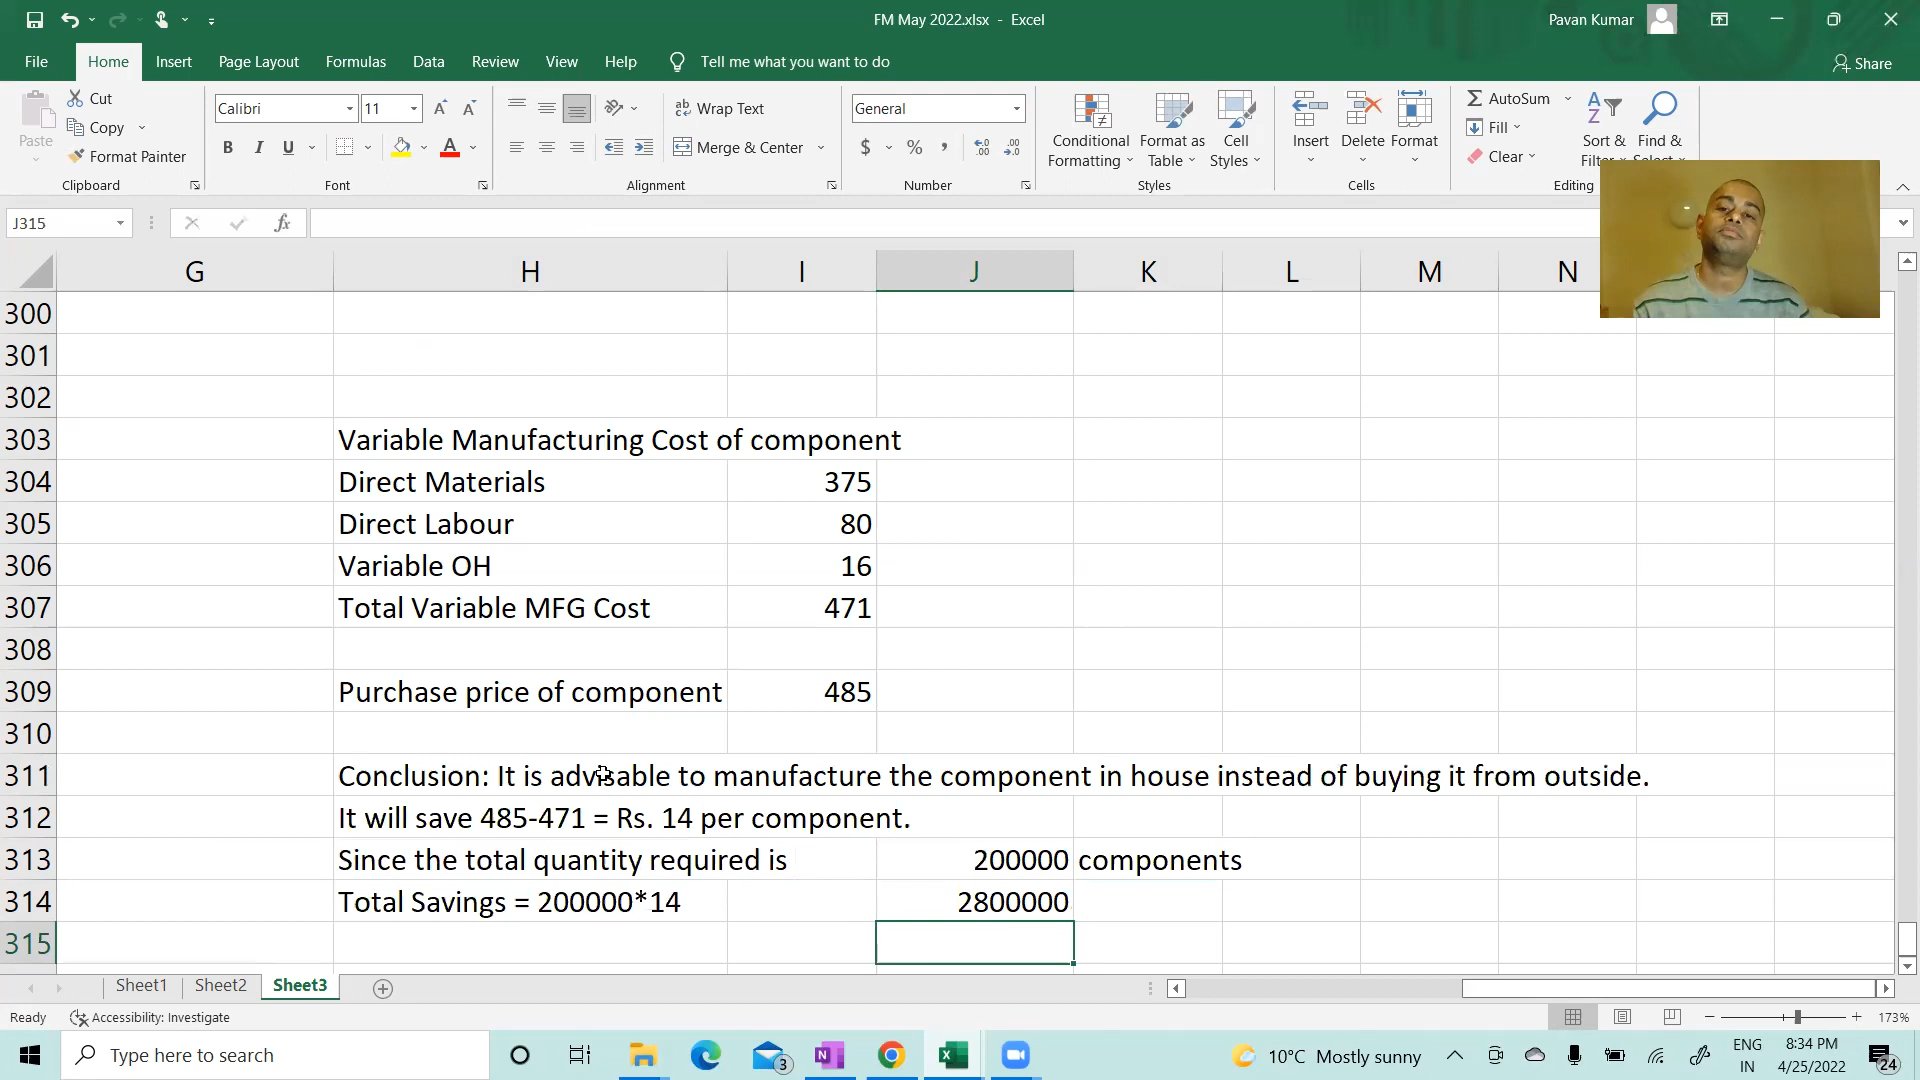 FM May 2022.xlsx - Excel
Pavan Kumar
File Home Insert Page Layout Formulas Data Review View Help Tell me what you want to do
Share
Paste
Cut
Copy
Format Painter
Clipboard
Calibri 11
B I U
Font
Wrap Text
Merge & Center
Alignment
General
$ % ,
Number
Conditional Formatting
Format as Table
Cell Styles
Styles
Insert Delete Format
Cells
AutoSum
Fill
Clear
Sort & Filter
Find & Select
Editing
J315
fx
G H I J K L M N
300
301
302
303 Variable Manufacturing Cost of component
304 Direct Materials 375
305 Direct Labour 80
306 Variable OH 16
307 Total Variable MFG Cost 471
308
309 Purchase price of component 485
310
311 Conclusion: It is advisable to manufacture the component in house instead of buying it from outside.
312 It will save 485-471 = Rs. 14 per component.
313 Since the total quantity required is 200000 components
314 Total Savings = 200000*14 2800000
315
Sheet1 Sheet2 Sheet3
Ready Accessibility: Investigate
173%
Type here to search
3
10°C Mostly sunny
ENG
IN
8:34 PM
4/25/2022
24